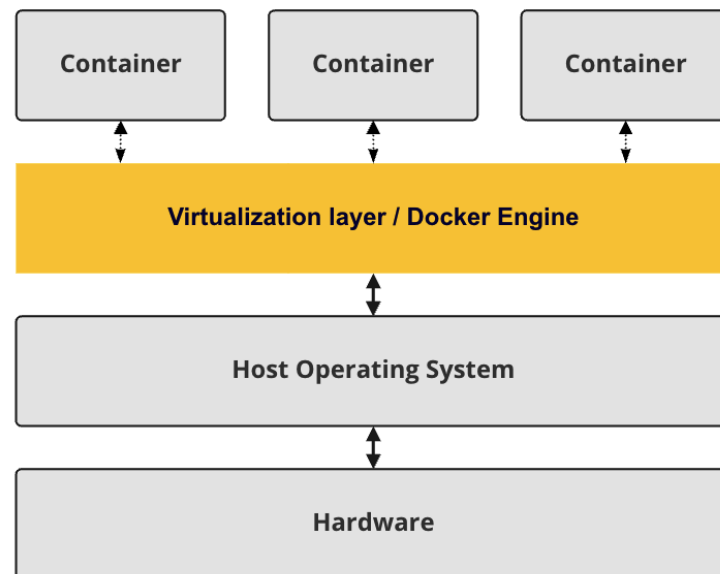 Container
Container
Container
Virtualization layer / Docker Engine
Host Operating System
Hardware